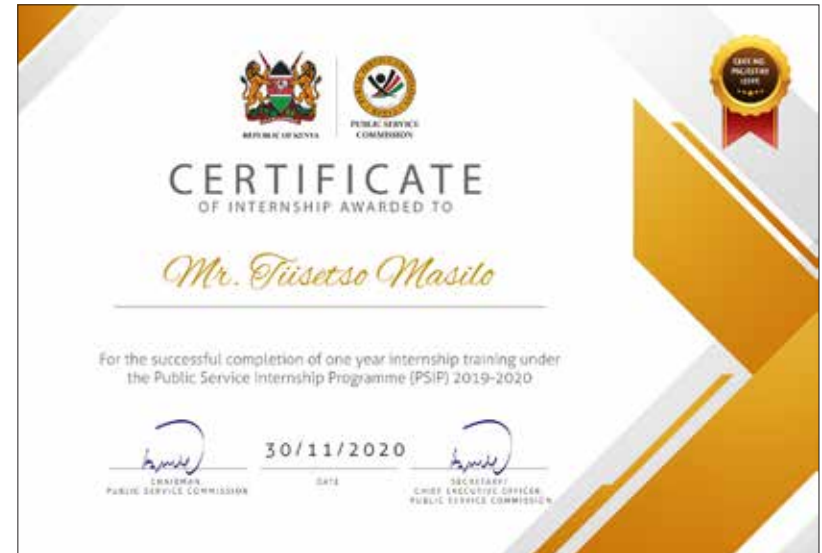 REPUBLIC OF KENYA
PUBLIC SERVICE
COMMISSION
CERT NO.
CERTIFICATE
OF INTERNSHIP AWARDED TO
Mr. Tiisetso Masilo
For the successful completion of one year internship training under
the Public Service Internship Programme (PSIP) 2019-2020
30/11/2020
CHAIRMAN
PUBLIC SERVICE COMMISSION
DATE
SECRETARY/
CHIEF EXECUTIVE OFFICER
PUBLIC SERVICE COMMISSION